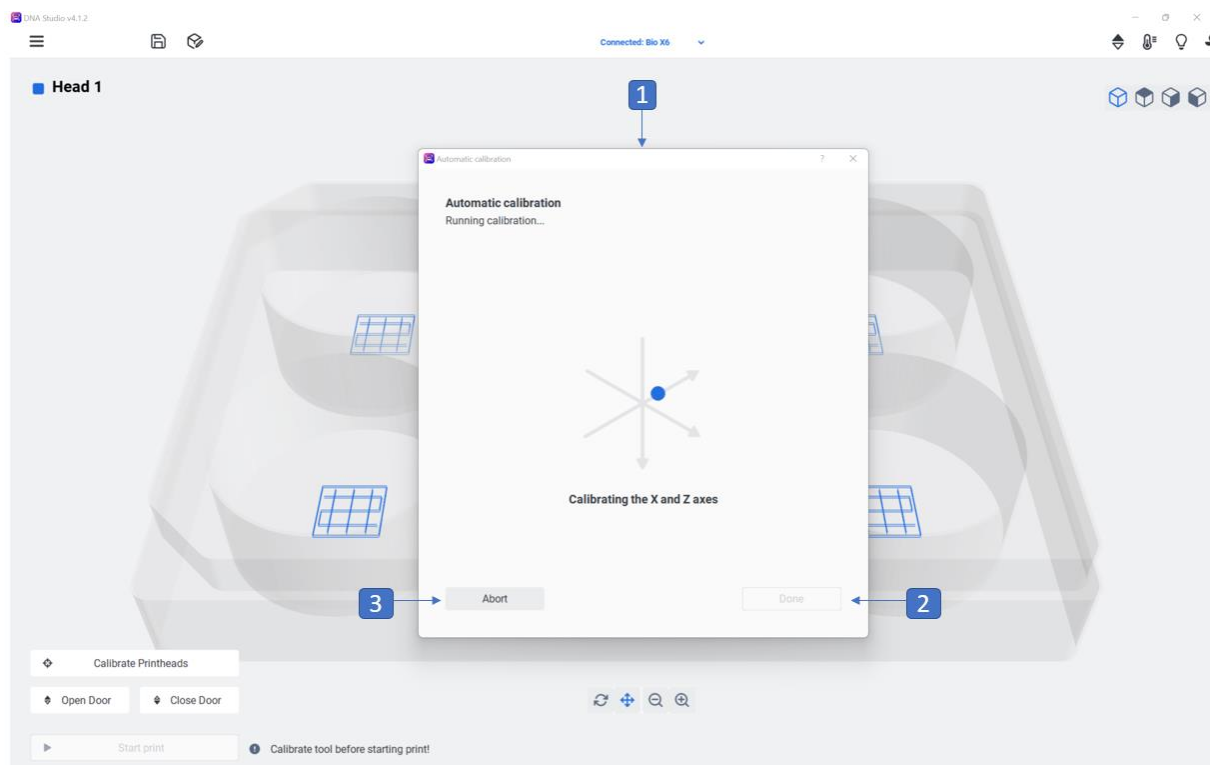 DNA Studio v4.1.2
Connected: Bio X6
Head 1
1
Automatic calibration
?
Automatic calibration
Running calibration...
Calibrating the X and Z axes
3
Abort
Done
2
Calibrate Printheads
Open Door
Close Door
Start print
Calibrate tool before starting print!